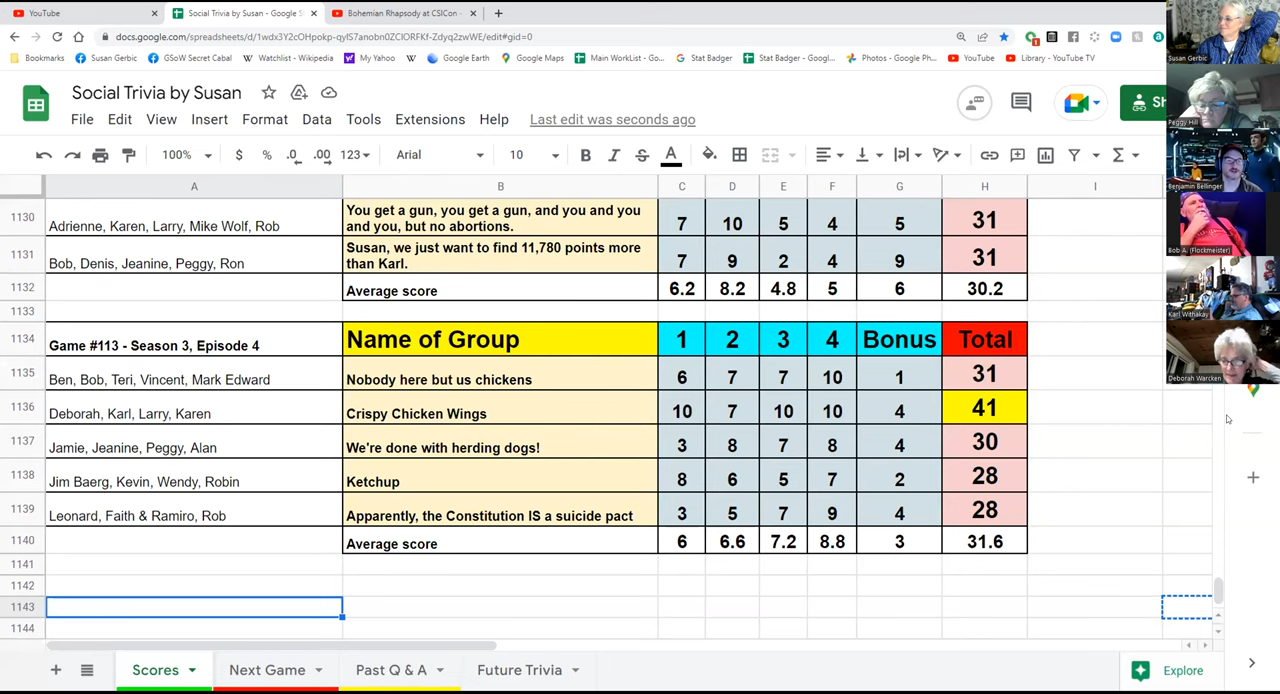 YouTube
Social Trivia by Susan - Google S
Bohemian Rhapsody at CSICon -
docs.google.com/spreadsheets/d/1wdx3Y2cOHpokp-qyIS7anobn0ZClORFKf-Zdyq2zwWE/edit#gid=0
Bookmarks Susan Gerbic GSoW Secret Cabal Watchlist - Wikipedia My Yahoo Google Earth Google Maps Main WorkList - Go... Stat Badger Stat Badger - Googl... Photos - Google Ph... YouTube Library - YouTube TV
Social Trivia by Susan
File Edit View Insert Format Data Tools Extensions Help Last edit was seconds ago
Sh
100% $ % .0 .00 123 Arial 10 B I S A
A B C D E F G H I
1130 Adrienne, Karen, Larry, Mike Wolf, Rob You get a gun, you get a gun, and you and you and you, but no abortions. 7 10 5 4 5 31
1131 Bob, Denis, Jeanine, Peggy, Ron Susan, we just want to find 11,780 points more than Karl. 7 9 2 4 9 31
1132 Average score 6.2 8.2 4.8 5 6 30.2
1133
1134 Game #113 - Season 3, Episode 4 Name of Group 1 2 3 4 Bonus Total
1135 Ben, Bob, Teri, Vincent, Mark Edward Nobody here but us chickens 6 7 7 10 1 31
1136 Deborah, Karl, Larry, Karen Crispy Chicken Wings 10 7 10 10 4 41
1137 Jamie, Jeanine, Peggy, Alan We're done with herding dogs! 3 8 7 8 4 30
1138 Jim Baerg, Kevin, Wendy, Robin Ketchup 8 6 5 7 2 28
1139 Leonard, Faith & Ramiro, Rob Apparently, the Constitution IS a suicide pact 3 5 7 9 4 28
1140 Average score 6 6.6 7.2 8.8 3 31.6
1141
1142
1143
1144
Scores Next Game Past Q & A Future Trivia Explore
Susan Gerbic
Peggy Hill
Benjamin Bellinger
Bob A. (Flockmeister)
Karl Withakay
Deborah Warcken